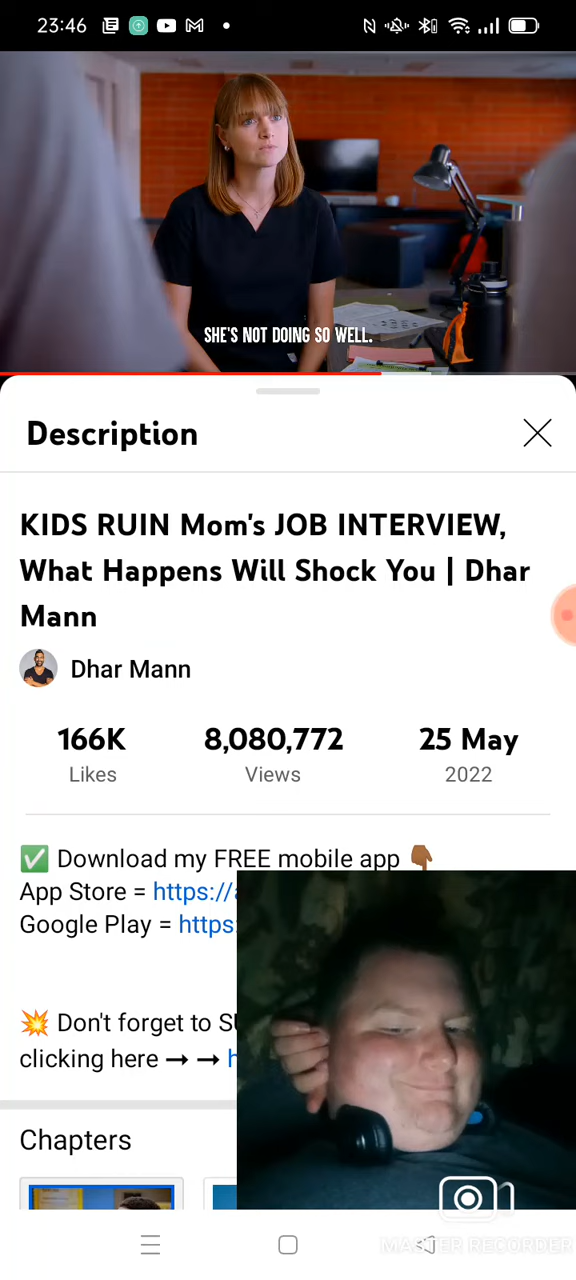 23:46
SHE'S NOT DOING SO WELL.
Description
KIDS RUIN Mom's JOB INTERVIEW,
What Happens Will Shock You | Dhar
Mann
Dhar Mann
166K 8,080,772 25 May
Likes Views 2022
✅ Download my FREE mobile app 👇🏾
App Store = https://
Google Play = https:
💥 Don't forget to
clicking here ➞ ➞
Chapters
MASTER RECORDER